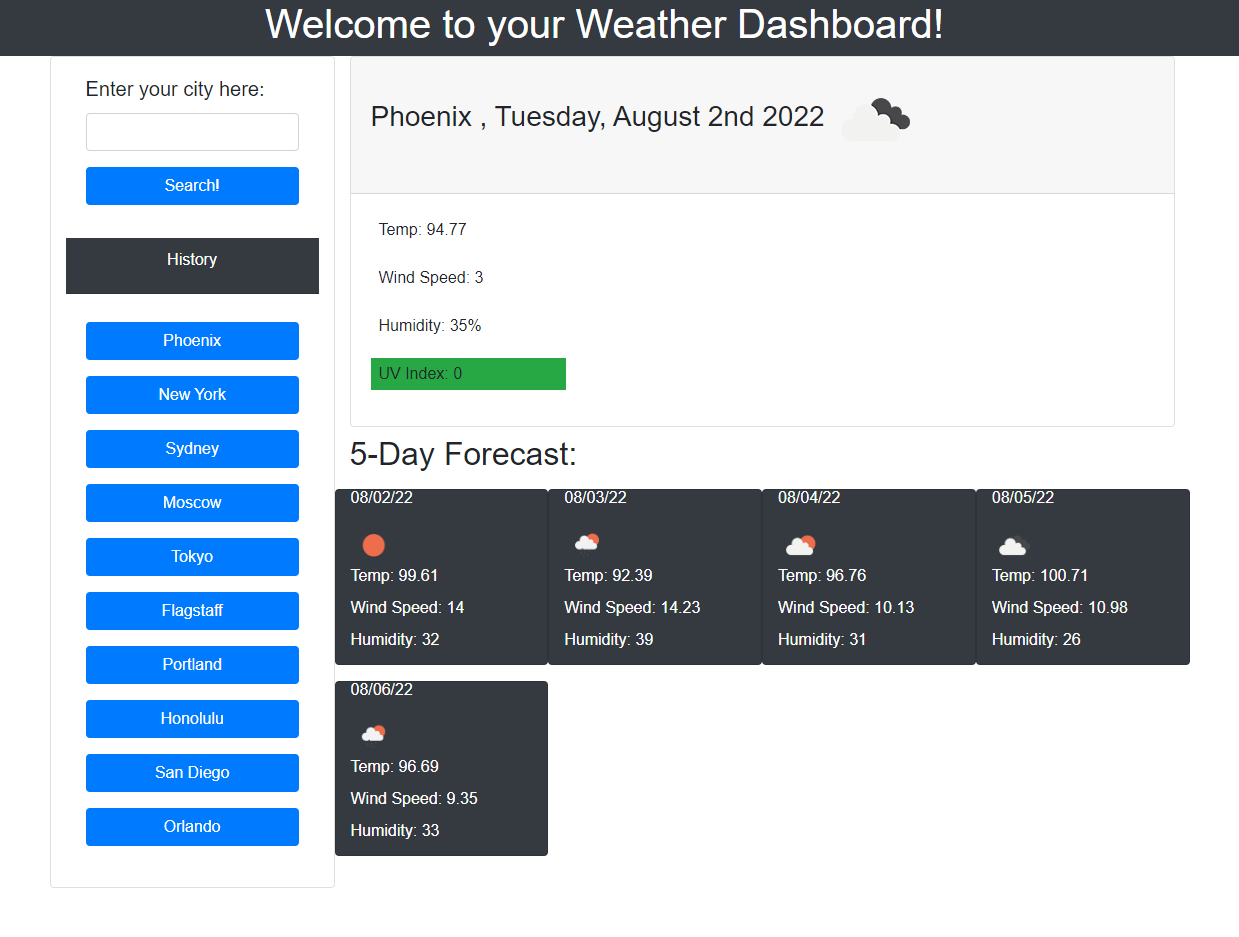 Welcome to your Weather Dashboard!
Enter your city here:
Search!
History
Phoenix
New York
Sydney
Moscow
Tokyo
Flagstaff
Portland
Honolulu
San Diego
Orlando
Phoenix , Tuesday, August 2nd 2022
Temp: 94.77
Wind Speed: 3
Humidity: 35%
UV Index: 0
5-Day Forecast:
08/02/22
Temp: 99.61
Wind Speed: 14
Humidity: 32
08/03/22
Temp: 92.39
Wind Speed: 14.23
Humidity: 39
08/04/22
Temp: 96.76
Wind Speed: 10.13
Humidity: 31
08/05/22
Temp: 100.71
Wind Speed: 10.98
Humidity: 26
08/06/22
Temp: 96.69
Wind Speed: 9.35
Humidity: 33